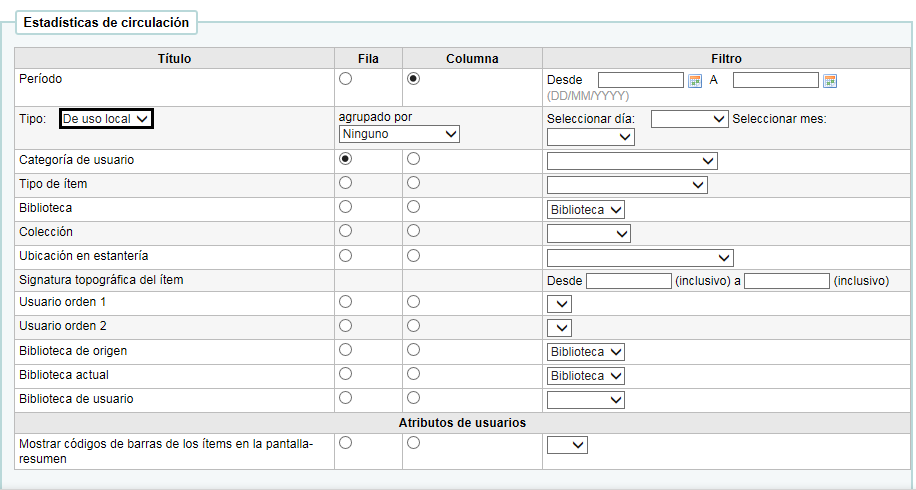 Estadísticas de circulación
Título Fila Columna Filtro
Período Desde A
(DD/MM/YYYY)
Tipo: De uso local agrupado por Seleccionar día: Seleccionar mes:
Ninguno
Categoría de usuario
Tipo de ítem
Biblioteca Biblioteca
Colección
Ubicación en estantería
Signatura topográfica del ítem Desde (inclusivo) a (inclusivo)
Usuario orden 1
Usuario orden 2
Biblioteca de origen Biblioteca
Biblioteca actual Biblioteca
Biblioteca de usuario
Atributos de usuarios
Mostrar códigos de barras de los ítems en la pantalla-
resumen